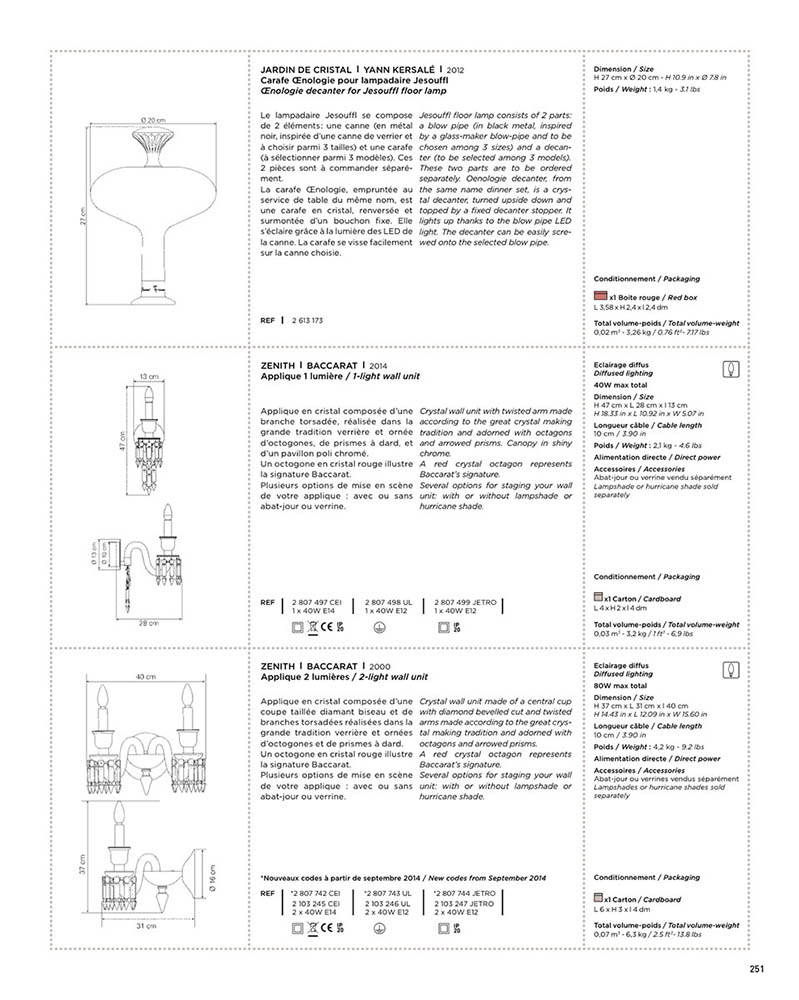 JARDIN DE CRISTAL I YANN KERSALÉ I 2012
Carafe Œnologie pour lampadaire Jesouffl
Œnologie decanter for Jesouffl floor lamp
Le lampadaire Jesouffl se compose
de 2 éléments: une canne (en métal
noir, inspirée d'une canne de verrier et
à choisir parmi 3 tailles) et une carafe
(à sélectionner parmi 3 modèles). Ces
2 pièces sont à commander séparé-
ment.
La carafe Œnologie, empruntée au
service de table du même nom, est
une carafe en cristal, renversée et
surmontée d'un bouchon fixe. Elle
s'éclaire grâce à la lumière des LED de
la canne. La carafe se visse facilement
sur la canne choisie.
Jesouffl floor lamp consists of 2 parts:
a blow pipe (in black metal, inspired
by a glass-maker blow-pipe and to be
chosen among 3 sizes) and a decan-
ter (to be selected among 3 models).
These two parts are to be ordered
separately. Oenologie decanter, from
the same name dinner set, is a crys-
tal decanter, turned upside down and
topped by a fixed decanter stopper. It
lights up thanks to the blow pipe LED
light. The decanter can be easily scre-
wed onto the selected blow pipe.
REF | 2 613 173
Ø 20 cm
27 cm
Dimension / Size
H 27 cm x Ø 20 cm - H 10.9 in x Ø 7.8 in
Poids / Weight : 1,4 kg - 3.1 lbs
Conditionnement / Packaging
x1 Boite rouge / Red box
L 3,58 x H 2,4 x l 2,4 dm
Total volume-poids / Total volume-weight
0,02 m³ - 3,26 kg / 0.76 ft³- 7.17 lbs
13 cm
47 cm
Ø 13 cm
Ø 10 cm
28 cm
ZENITH I BACCARAT I 2014
Applique 1 lumière / 1-light wall unit
Applique en cristal composée d'une
branche torsadée, réalisée dans la
grande tradition verrière et ornée
d'octogones, de prismes à dard, et
d'un pavillon poli chromé.
Un octogone en cristal rouge illustre
la signature Baccarat.
Plusieurs options de mise en scène
de votre applique : avec ou sans
abat-jour ou verrine.
Crystal wall unit with twisted arm made
according to the great crystal making
tradition and adorned with octagons
and arrowed prisms. Canopy in shiny
chrome.
A red crystal octagon represents
Baccarat's signature.
Several options for staging your wall
unit: with or without lampshade or
hurricane shade.
REF | 2 807 497 CEI | 2 807 498 UL | 2 807 499 JETRO |
1 x 40W E14 1 x 40W E12 1 x 40W E12
CE IP 20 IP 20
Eclairage diffus
Diffused lighting
40W max total
Dimension / Size
H 47 cm x L 28 cm x l 13 cm
H 18.33 in x L 10.92 in x W 5.07 in
Longueur câble / Cable length
10 cm / 3.90 in
Poids / Weight : 2,1 kg - 4.6 lbs
Alimentation directe / Direct power
Accessoires / Accessories
Abat-jour ou verrine vendu séparément
Lampshade or hurricane shade sold
separately
Conditionnement / Packaging
x1 Carton / Cardboard
L 4 x H 2 x l 4 dm
Total volume-poids / Total volume-weight
0,03 m³ - 3,2 kg / 1 ft³ - 6,9 lbs
40 cm
37 cm
Ø 16 cm
31 cm
ZENITH I BACCARAT I 2000
Applique 2 lumières / 2-light wall unit
Applique en cristal composée d'une
coupe taillée diamant biseau et de
branches torsadées réalisées dans la
grande tradition verrière et ornées
d'octogones et de prismes à dard.
Un octogone en cristal rouge illustre
la signature Baccarat.
Plusieurs options de mise en scène
de votre applique : avec ou sans
abat-jour ou verrine.
Crystal wall unit made of a central cup
with diamond bevelled cut and twisted
arms made according to the great crys-
tal making tradition and adorned with
octagons and arrowed prisms.
A red crystal octagon represents
Baccarat's signature.
Several options for staging your wall
unit: with or without lampshade or
hurricane shade.
*Nouveaux codes à partir de septembre 2014 / New codes from September 2014
REF | *2 807 742 CEI | *2 807 743 UL | *2 807 744 JETRO |
2 103 245 CEI 2 103 246 UL 2 103 247 JETRO
2 x 40W E14 2 x 40W E12 2 x 40W E12
CE IP 20 IP 20
Eclairage diffus
Diffused lighting
80W max total
Dimension / Size
H 37 cm x L 31 cm x l 40 cm
H 14.43 in x L 12.09 in x W 15.60 in
Longueur câble / Cable length
10 cm / 3.90 in
Poids / Weight : 4,2 kg - 9.2 lbs
Alimentation directe / Direct power
Accessoires / Accessories
Abat-jour ou verrines vendus séparément
Lampshades or hurricane shades sold
separately
Conditionnement / Packaging
x1 Carton / Cardboard
L 6 x H 3 x l 4 dm
Total volume-poids / Total volume-weight
0,07 m³ - 6,3 kg / 2.5 ft³- 13.8 lbs
251